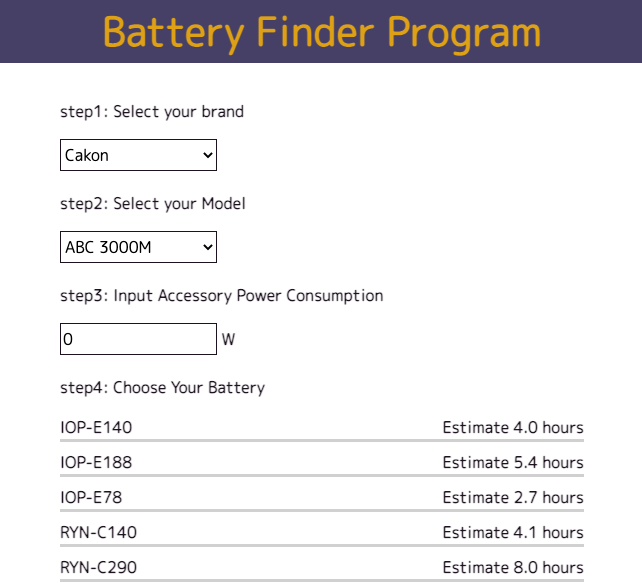 Battery Finder Program
step1: Select your brand
Cakon
step2: Select your Model
ABC 3000M
step3: Input Accessory Power Consumption
0 W
step4: Choose Your Battery
IOP-E140 Estimate 4.0 hours
IOP-E188 Estimate 5.4 hours
IOP-E78 Estimate 2.7 hours
RYN-C140 Estimate 4.1 hours
RYN-C290 Estimate 8.0 hours